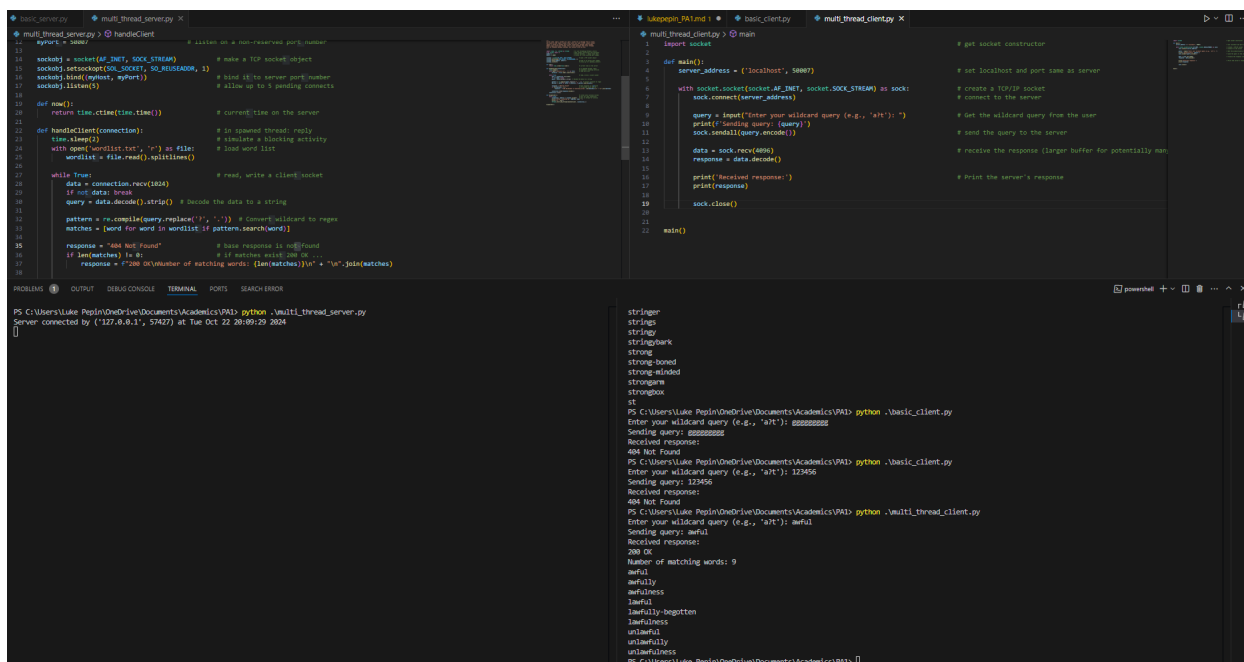 basic_server.py
multi_thread_server.py ×
multi_thread_server.py > handleClient
12 myPort = 50007 # listen on a non-reserved port number
13
14 sockobj = socket(AF_INET, SOCK_STREAM) # make a TCP socket object
15 sockobj.setsockopt(SOL_SOCKET, SO_REUSEADDR, 1)
16 sockobj.bind((myHost, myPort)) # bind it to server port number
17 sockobj.listen(5) # allow up to 5 pending connects
18
19 def now():
20 return time.ctime(time.time()) # current time on the server
21
22 def handleClient(connection): # in spawned thread: reply
23 time.sleep(2) # simulate a blocking activity
24 with open('wordlist.txt', 'r') as file: # load word list
25 wordlist = file.read().splitlines()
26
27 while True: # read, write a client socket
28 data = connection.recv(1024)
29 if not data: break
30 query = data.decode().strip() # Decode the data to a string
31
32 pattern = re.compile(query.replace('?', '.')) # Convert wildcard to regex
33 matches = [word for word in wordlist if pattern.search(word)]
34
35 response = "404 Not Found" # base response is not found
36 if len(matches) != 0: # if matches exist 200 OK ...
37 response = f"200 OK\nNumber of matching words: {len(matches)}\n" + "\n".join(matches)
38
lukepepin_PA1.md 1 ●
basic_client.py
multi_thread_client.py ×
multi_thread_client.py > main
1 import socket # get socket constructor
2
3 def main():
4 server_address = ('localhost', 50007) # set localhost and port same as server
5
6 with socket.socket(socket.AF_INET, socket.SOCK_STREAM) as sock: # create a TCP/IP socket
7 sock.connect(server_address) # connect to the server
8
9 query = input("Enter your wildcard query (e.g., 'a?t'): ") # Get the wildcard query from the user
10 print(f'Sending query: {query}')
11 sock.sendall(query.encode()) # send the query to the server
12
13 data = sock.recv(4096) # receive the response (larger buffer for potentially man
14 response = data.decode()
15
16 print('Received response:') # Print the server's response
17 print(response)
18
19 sock.close()
20
21
22 main()
PROBLEMS 1 OUTPUT DEBUG CONSOLE TERMINAL PORTS SEARCH ERROR
powershell
PS C:\Users\Luke Pepin\OneDrive\Documents\Academics\PA1> python .\multi_thread_server.py
Server connected by ('127.0.0.1', 57427) at Tue Oct 22 20:09:29 2024
stringer
strings
stringy
stringybark
strong
strong-boned
strong-minded
strongarm
strongbox
st
PS C:\Users\Luke Pepin\OneDrive\Documents\Academics\PA1> python .\basic_client.py
Enter your wildcard query (e.g., 'a?t'): ggggggggg
Sending query: ggggggggg
Received response:
404 Not Found
PS C:\Users\Luke Pepin\OneDrive\Documents\Academics\PA1> python .\basic_client.py
Enter your wildcard query (e.g., 'a?t'): 123456
Sending query: 123456
Received response:
404 Not Found
PS C:\Users\Luke Pepin\OneDrive\Documents\Academics\PA1> python .\multi_thread_client.py
Enter your wildcard query (e.g., 'a?t'): awful
Sending query: awful
Received response:
200 OK
Number of matching words: 9
awful
awfully
awfulness
lawful
lawfully-begotten
lawfulness
unlawful
unlawfully
unlawfulness
PS C:\Users\Luke Pepin\OneDrive\Documents\Academics\PA1>